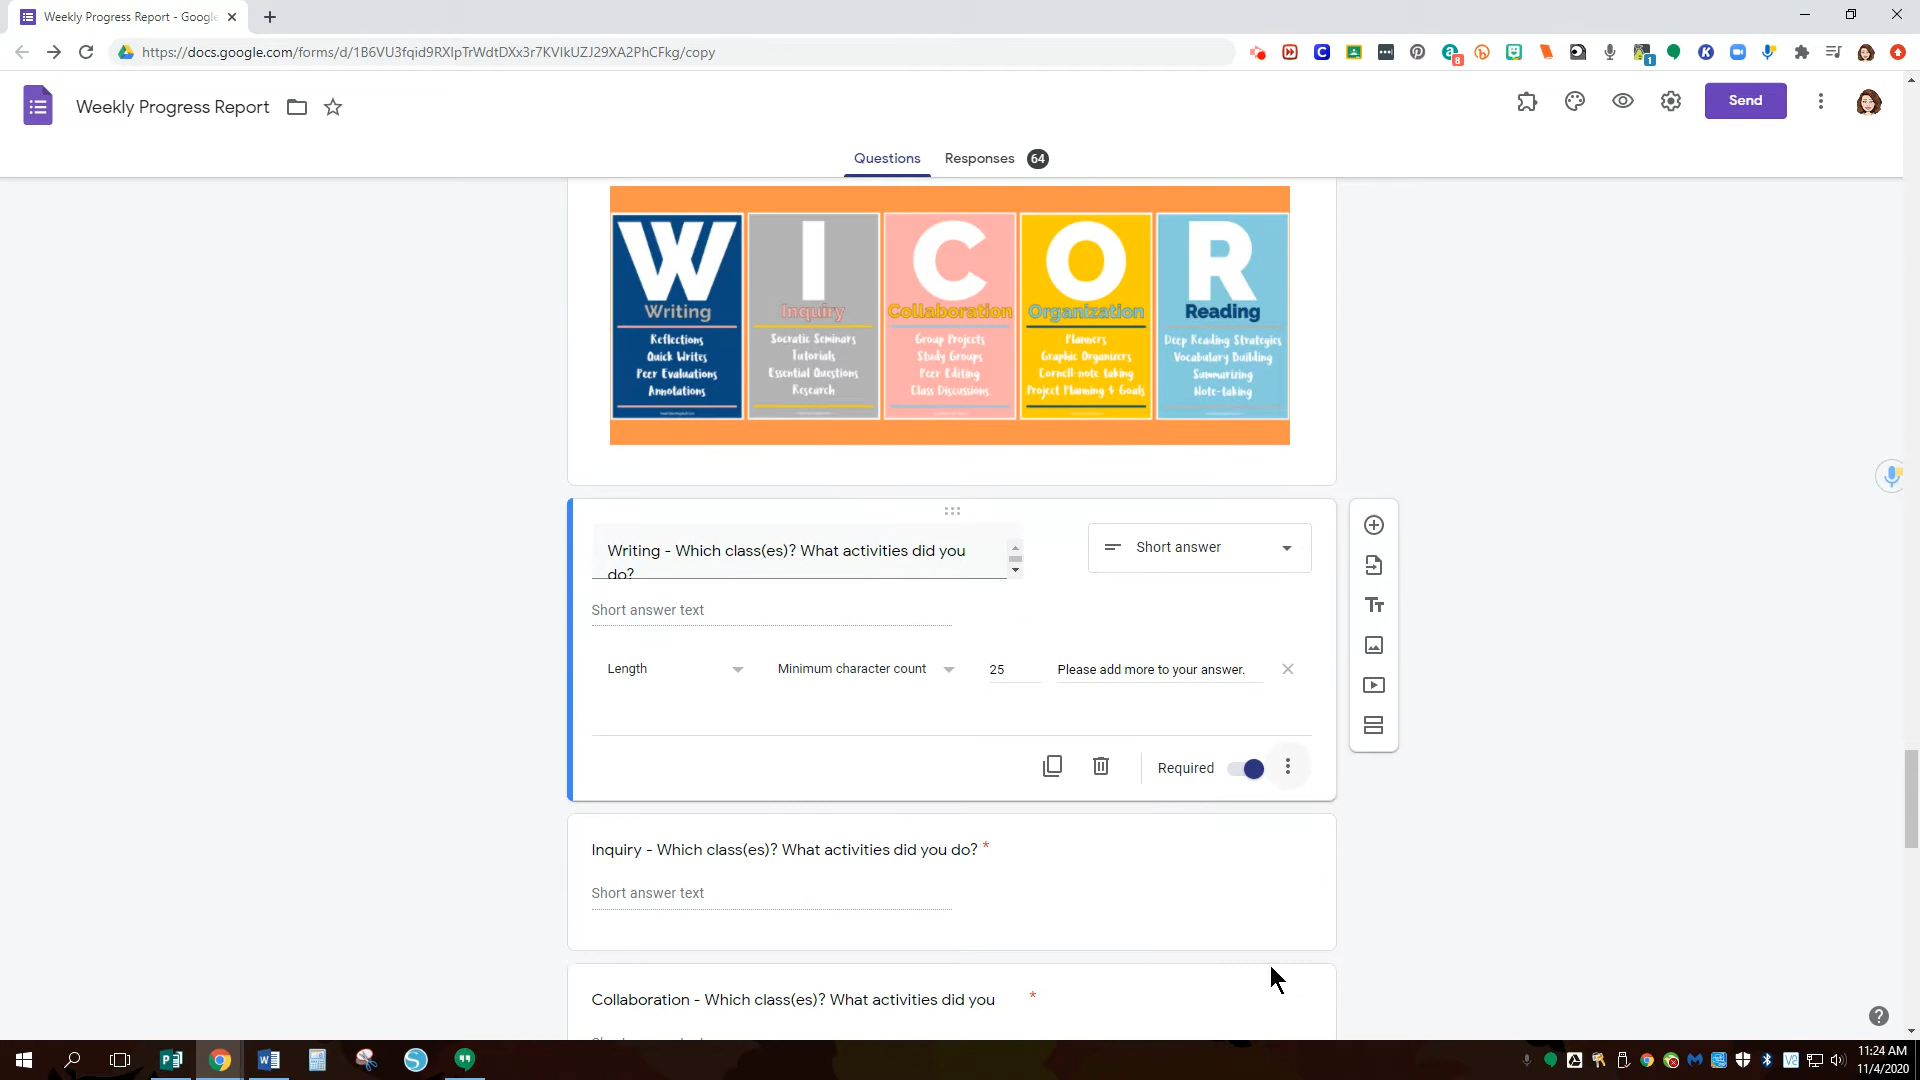 Weekly Progress Report - Google
https://docs.google.com/forms/d/1B6VU3fqid9RXIpTrWdtDXx3r7KVIkUZJ29XA2PhCFkg/copy
8
1
Weekly Progress Report
Send
Questions
Responses 64
W
Writing
Reflections
Quick Writes
Peer Evaluations
Annotations
I
Inquiry
Socratic Seminars
Tutorials
Essential Questions
Research
C
Collaboration
Group Projects
Study Groups
Peer Editing
Class Discussions
O
Organization
Planners
Graphic Organizers
Cornell-note taking
Project Planning & Goals
R
Reading
Deep Reading Strategies
Vocabulary Building
Summarizing
Note-taking
Writing - Which class(es)? What activities did you
do?
Short answer
Short answer text
Length
Minimum character count
25
Please add more to your answer.
Required
Inquiry - Which class(es)? What activities did you do? *
Short answer text
Collaboration - Which class(es)? What activities did you *
11:24 AM
11/4/2020